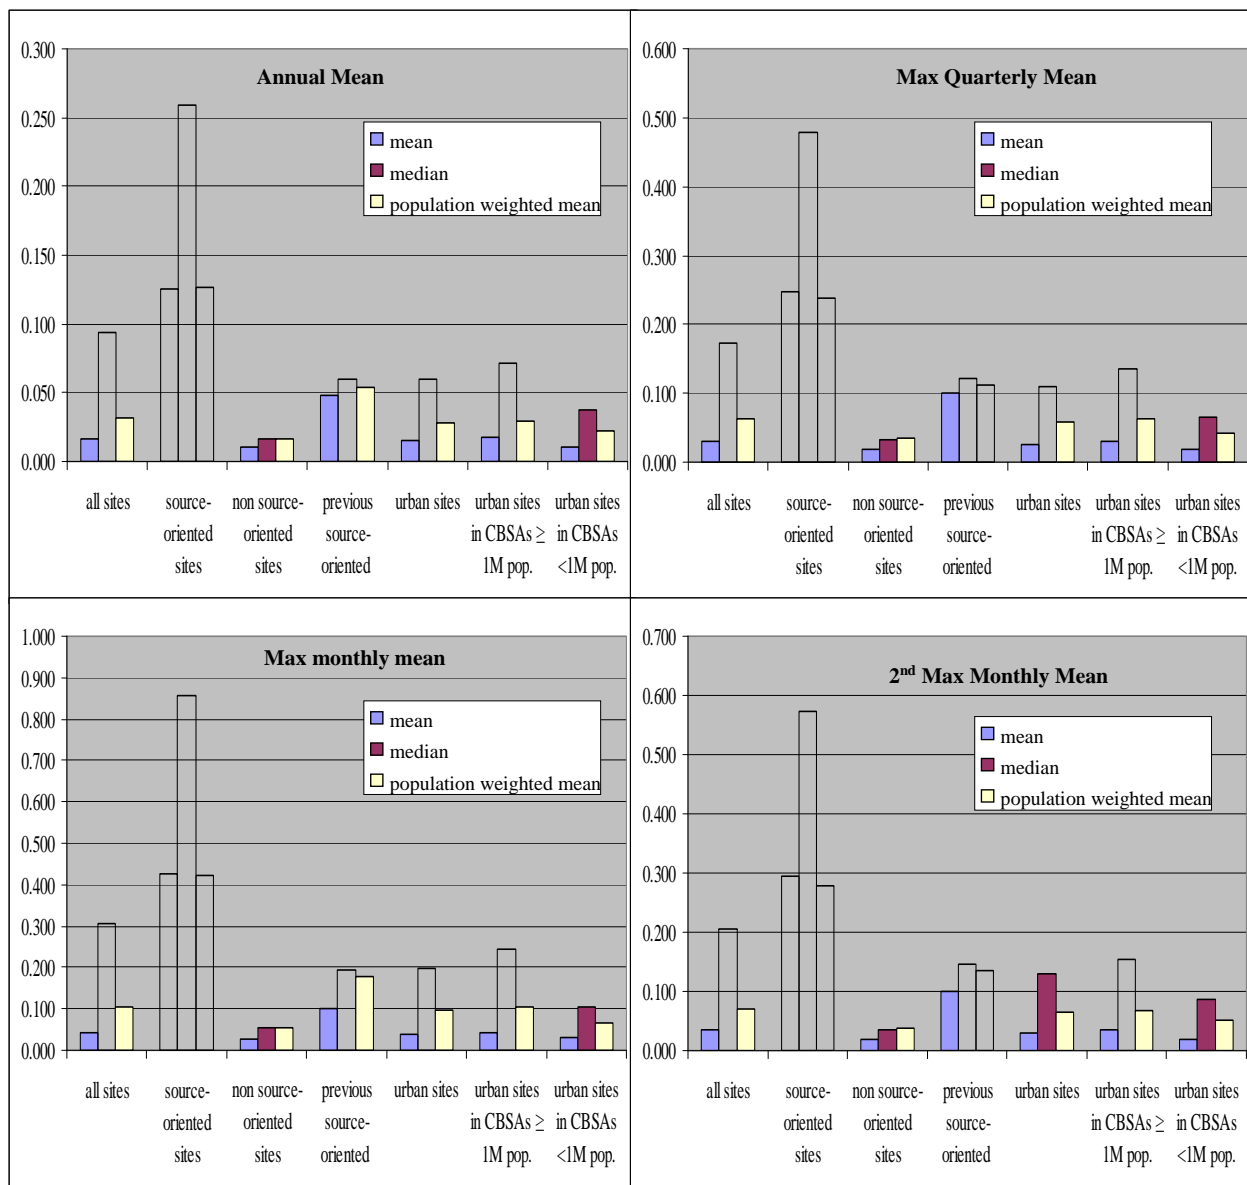 0.300
0.250
0.200
0.150
0.100
0.050
0.000
Annual Mean
mean
median
population weighted mean
all sites
source-
oriented
sites
non source-
oriented
sites
previous
source-
oriented
urban sites
urban sites
in CBSAs ≥
1M pop.
urban sites
in CBSAs
<1M pop.
0.600
0.500
0.400
0.300
0.200
0.100
0.000
Max Quarterly Mean
mean
median
population weighted mean
all sites
source-
oriented
sites
non source-
oriented
sites
previous
source-
oriented
urban sites
urban sites
in CBSAs ≥
1M pop.
urban sites
in CBSAs
<1M pop.
1.000
0.900
0.800
0.700
0.600
0.500
0.400
0.300
0.200
0.100
0.000
Max monthly mean
mean
median
population weighted mean
all sites
source-
oriented
sites
non source-
oriented
sites
previous
source-
oriented
urban sites
urban sites
in CBSAs ≥
1M pop.
urban sites
in CBSAs
<1M pop.
0.700
0.600
0.500
0.400
0.300
0.200
0.100
0.000
2nd Max Monthly Mean
mean
median
population weighted mean
all sites
source-
oriented
sites
non source-
oriented
sites
previous
source-
oriented
urban sites
urban sites
in CBSAs ≥
1M pop.
urban sites
in CBSAs
<1M pop.